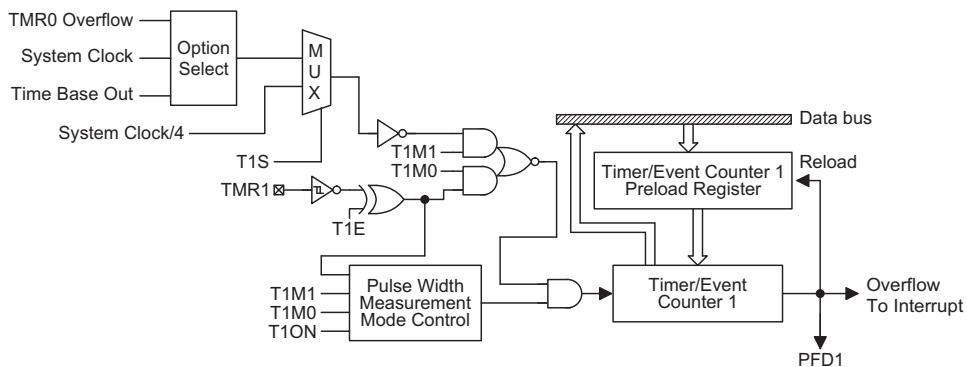 TMR0 Overflow
System Clock
Time Base Out
Option
Select
M
U
X
System Clock/4
T1S
T1M1
T1M0
TMR1
T1E
Data bus
Timer/Event Counter 1
Preload Register
Reload
T1M1
T1M0
T1ON
Pulse Width
Measurement
Mode Control
Timer/Event
Counter 1
Overflow
To Interrupt
PFD1